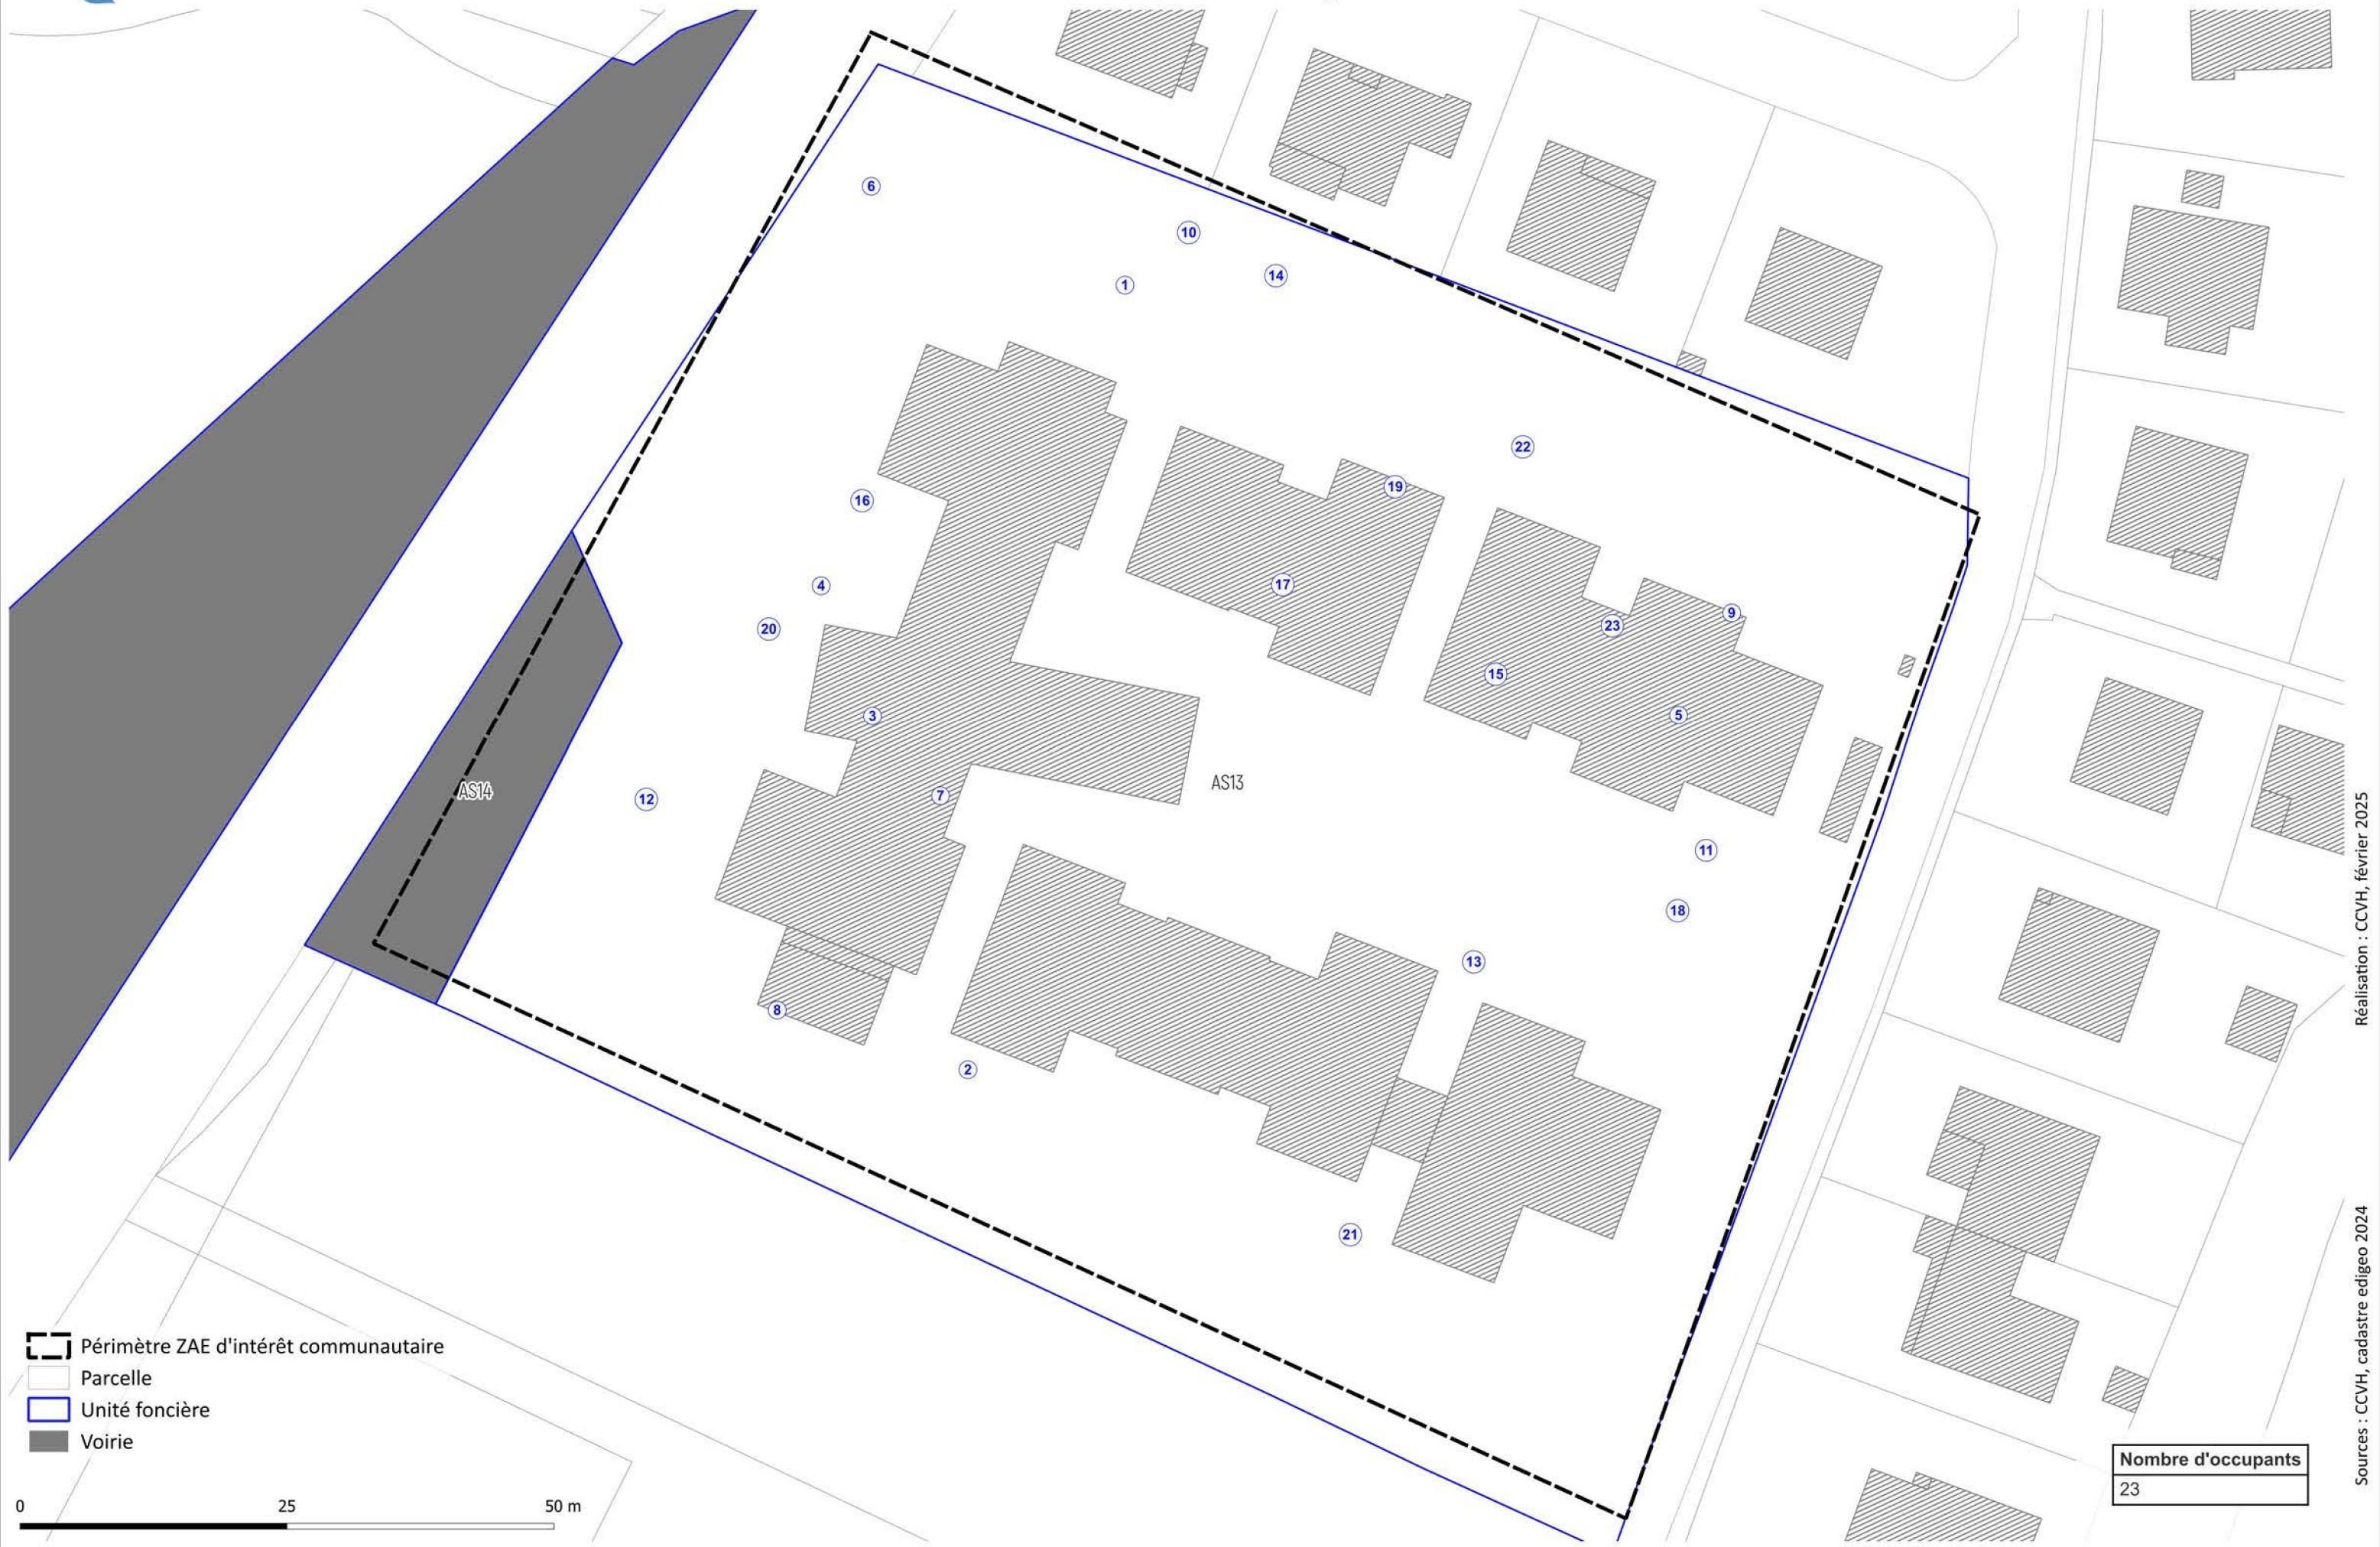 6
10
14
1
22
19
16
17
4
9
23
20
15
3
5
AS13
AS14
7
12
11
18
13
8
2
21
Périmètre ZAE d'intérêt communautaire
Parcelle
Unité foncière
Voirie
0 25 50 m
Nombre d'occupants
23
Réalisation : CCVH, février 2025
Sources : CCVH, cadastre edigeo 2024